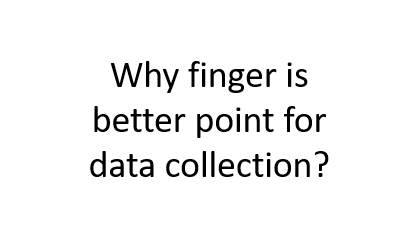 Why finger is
better point for
data collection?